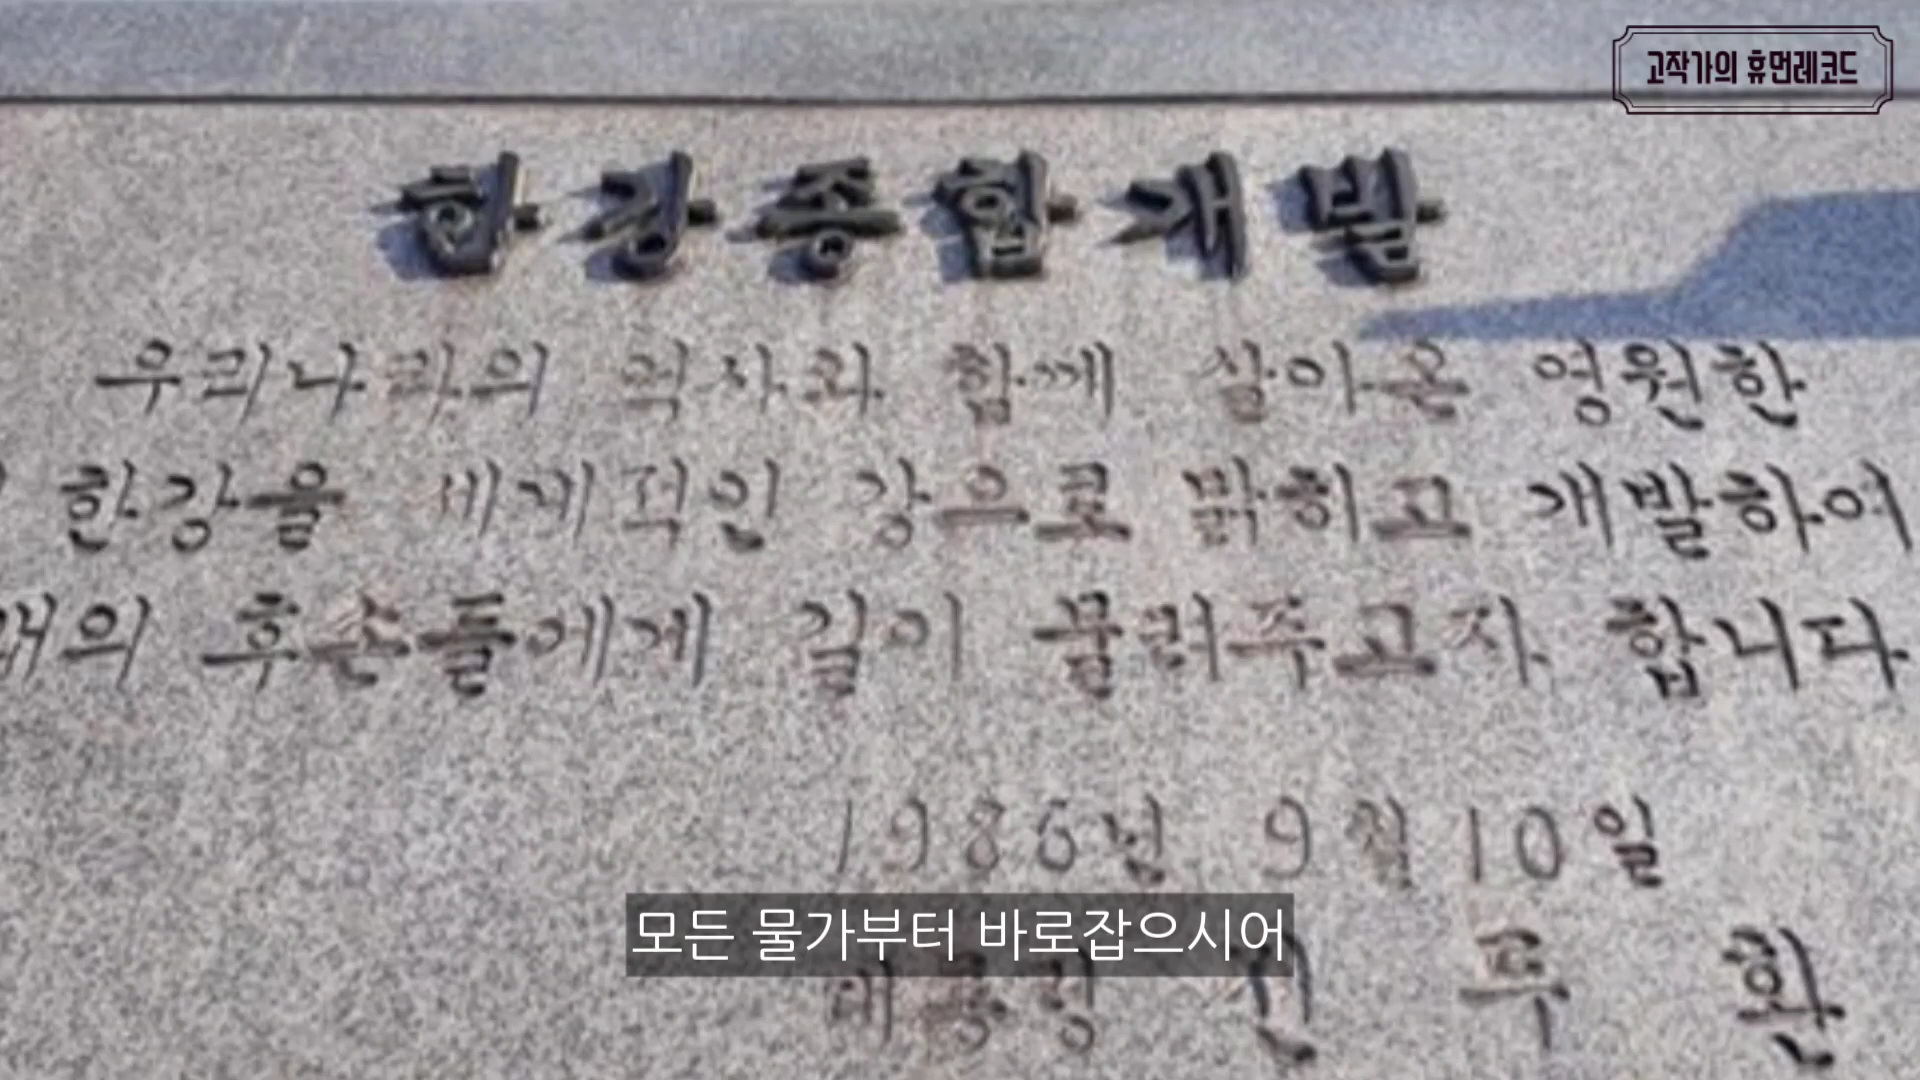 고작가의 휴먼레코드
한강종합개발
우리나라의 역사와 함께 살아온 영원한
한강을 세계적인 강으로 밝히고 개발하여
후손들에게 길이 물려주고자 합니다
1986년 9월 10일
모든 물가부터 바로잡으시어
대통령 전 두 환